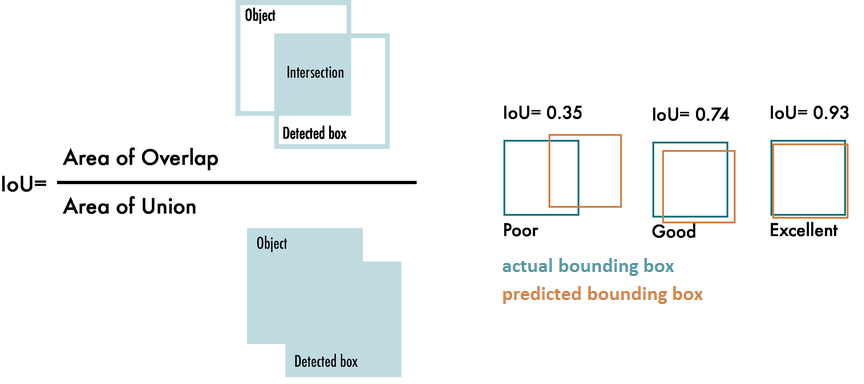 Object
Intersection
Detected box
IoU=
Area of Overlap
Area of Union
Object
Detected box
IoU= 0.35
IoU= 0.74
IoU= 0.93
Poor
Good
Excellent
actual bounding box
predicted bounding box